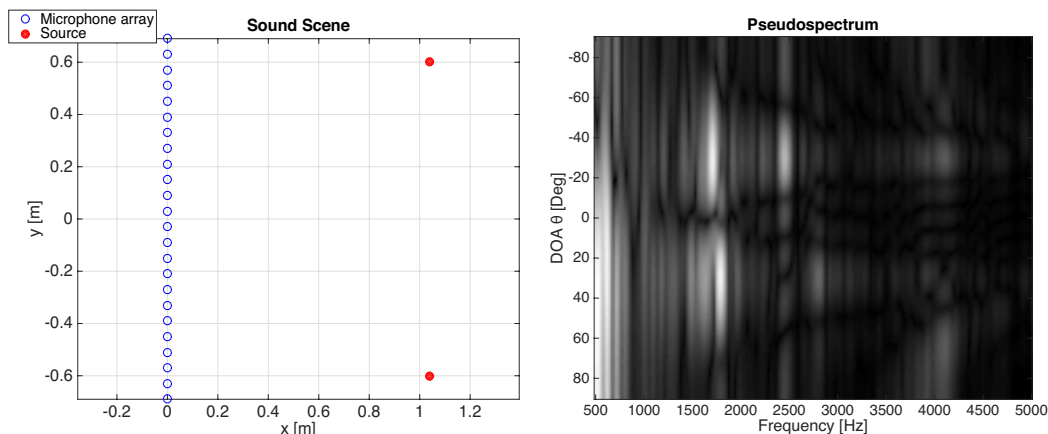 Microphone array
Source
Sound Scene
0.6
0.4
0.2
0
-0.2
-0.4
-0.6
y [m]
-0.2 0 0.2 0.4 0.6 0.8 1 1.2
x [m]
Pseudospectrum
-80
-60
-40
-20
0
20
40
60
80
DOA θ [Deg]
500 1000 1500 2000 2500 3000 3500 4000 4500 5000
Frequency [Hz]